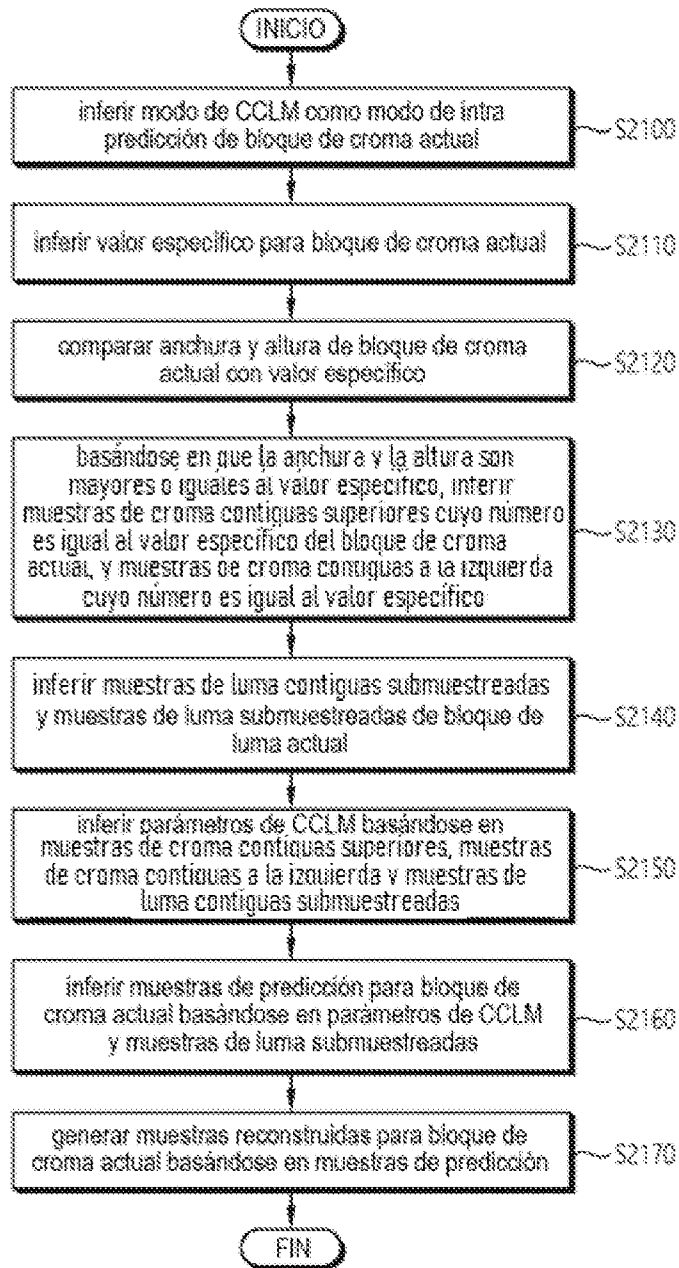 INICIO
inferir modo de CCLM como modo de intra
predicción de bloque de croma actual
S2100
inferir valor específico para bloque de croma actual
S2110
comparar anchura y altura de bloque de croma
actual con valor específico
S2120
basándose en que la anchura y la altura son
mayores o iguales al valor específico, inferir
muestras de croma contiguas superiores cuyo número
es igual al valor específico del bloque de croma
actual, y muestras de croma contiguas a la izquierda
cuyo número es igual al valor específico
S2130
inferir muestras de luma contiguas submuestreadas
y muestras de luma submuestreadas de bloque de
luma actual
S2140
inferir parámetros de CCLM basándose en
muestras de croma contiguas superiores, muestras
de croma contiguas a la izquierda y muestras de
luma contiguas submuestreadas
S2150
inferir muestras de predicción para bloque de
croma actual basándose en parámetros de CCLM
y muestras de luma submuestreadas
S2160
generar muestras reconstruidas para bloque de
croma actual basándose en muestras de predicción
S2170
FIN